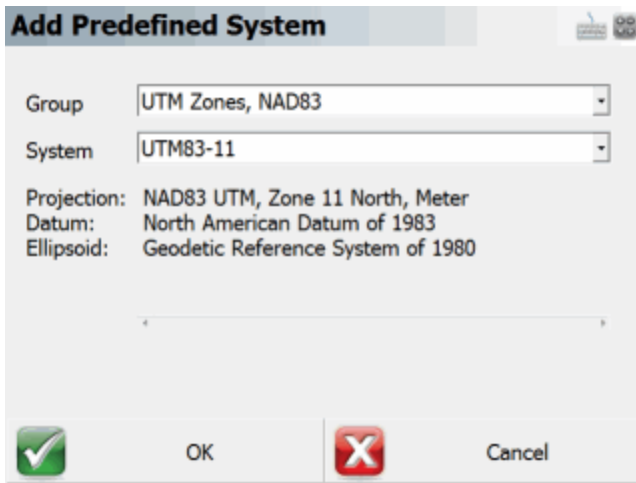 Add Predefined System
Group UTM Zones, NAD83
System UTM83-11
Projection: NAD83 UTM, Zone 11 North, Meter
Datum: North American Datum of 1983
Ellipsoid: Geodetic Reference System of 1980
OK Cancel